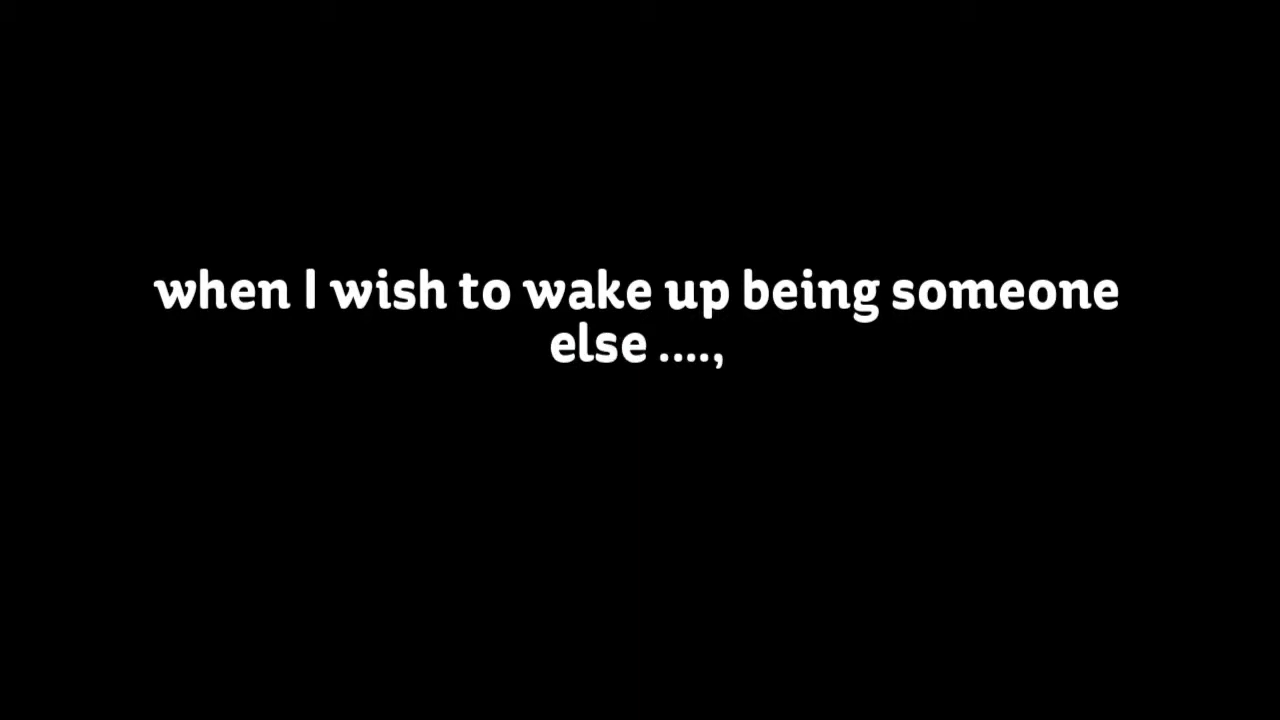 when I wish to wake up being someone
else ....,